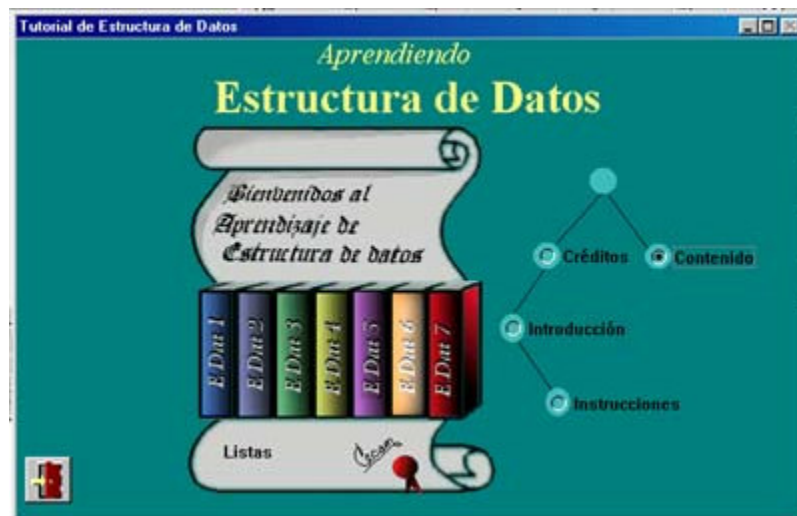 Tutorial de Estructura de Datos
Aprendiendo
Estructura de Datos
Bienvenidos al
Aprendizaje de
Estructura de datos
Créditos
Contenido
Introducción
Instrucciones
E Dat 1
E Dat 2
E Dat 3
E Dat 4
E Dat 5
E Dat 6
E Dat 7
Listas